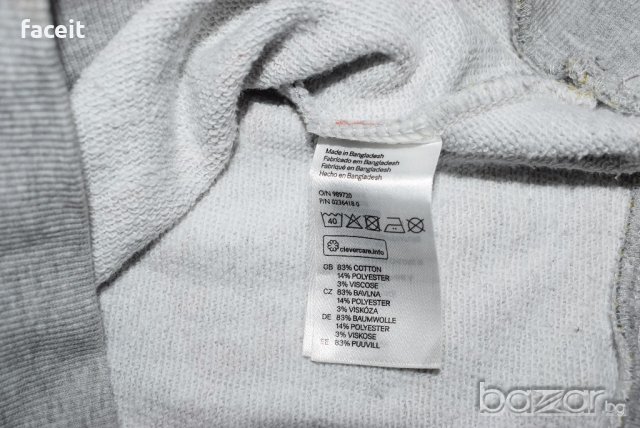 faceit
Made in Bangladesh
Fabricado em Bangladesh
Fabriqué en Bangladesh
Hecho en Bangladesh
O/N 989720
P/N 0236418 6
40
clevercare.info
GB 83% COTTON
14% POLYESTER
3% VISCOSE
CZ 83% BAVLNA
14% POLYESTER
3% VISKÓZA
DE 83% BAUMWOLLE
14% POLYESTER
3% VISKOSE
EE 83% PUUVILL
bazar.bg